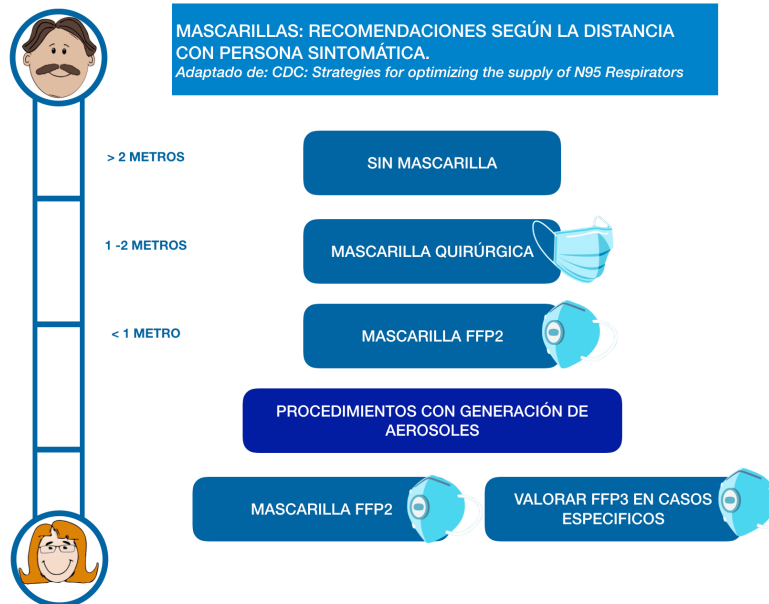 MASCARILLAS: RECOMENDACIONES SEGÚN LA DISTANCIA
CON PERSONA SINTOMÁTICA.
Adaptado de: CDC: Strategies for optimizing the supply of N95 Respirators
> 2 METROS
SIN MASCARILLA
1 -2 METROS
MASCARILLA QUIRÚRGICA
< 1 METRO
MASCARILLA FFP2
PROCEDIMIENTOS CON GENERACIÓN DE
AEROSOLES
MASCARILLA FFP2
VALORAR FFP3 EN CASOS
ESPECIFICOS